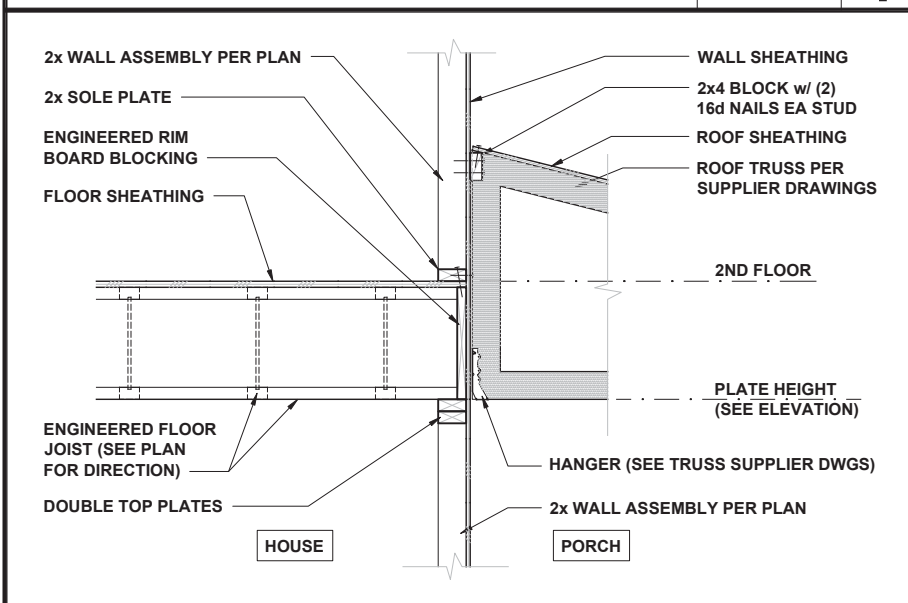 2x WALL ASSEMBLY PER PLAN
2x SOLE PLATE
ENGINEERED RIM
BOARD BLOCKING
FLOOR SHEATHING
WALL SHEATHING
2x4 BLOCK w/ (2)
16d NAILS EA STUD
ROOF SHEATHING
ROOF TRUSS PER
SUPPLIER DRAWINGS
2ND FLOOR
PLATE HEIGHT
(SEE ELEVATION)
ENGINEERED FLOOR
JOIST (SEE PLAN
FOR DIRECTION)
DOUBLE TOP PLATES
HANGER (SEE TRUSS SUPPLIER DWGS)
2x WALL ASSEMBLY PER PLAN
HOUSE
PORCH